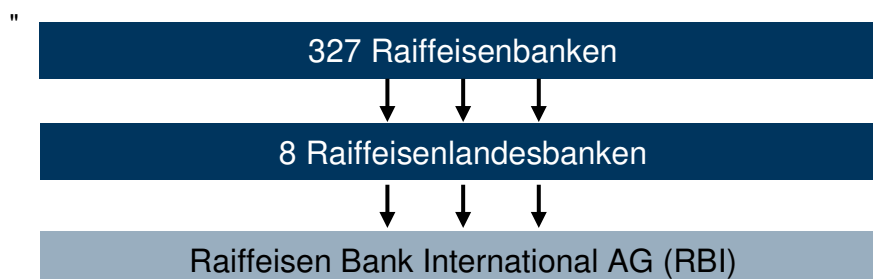 "
327 Raiffeisenbanken
8 Raiffeisenlandesbanken
Raiffeisen Bank International AG (RBI)